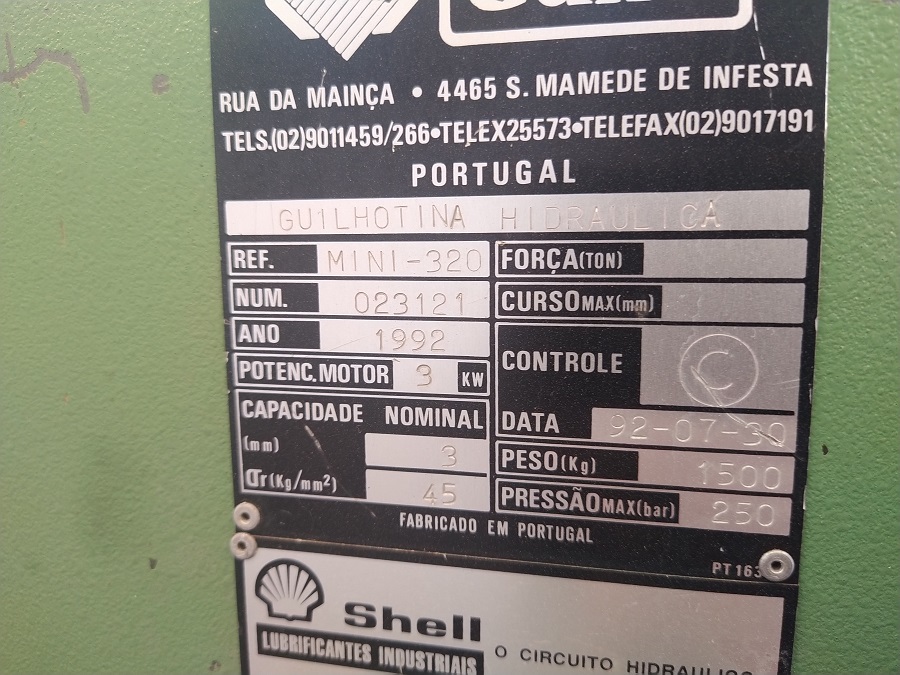 RUA DA MAINÇA • 4465 S. MAMEDE DE INFESTA
TELS.(02)9011459/266•TELEX25573•TELEFAX(02)9017191
PORTUGAL
GUILHOTINA HIDRAULICA
REF. MINI-320
FORÇA(TON)
NUM. 023121
CURSO MAX(mm)
ANO 1992
CONTROLE C
POTENC.MOTOR 3 KW
CAPACIDADE NOMINAL
DATA 92-07-30
(mm) 3
PESO(Kg) 1500
σr(Kg/mm²) 45
PRESSÃO MAX(bar) 250
FABRICADO EM PORTUGAL
PT 163
Shell
LUBRIFICANTES INDUSTRIAIS
O CIRCUITO HIDRAULICO